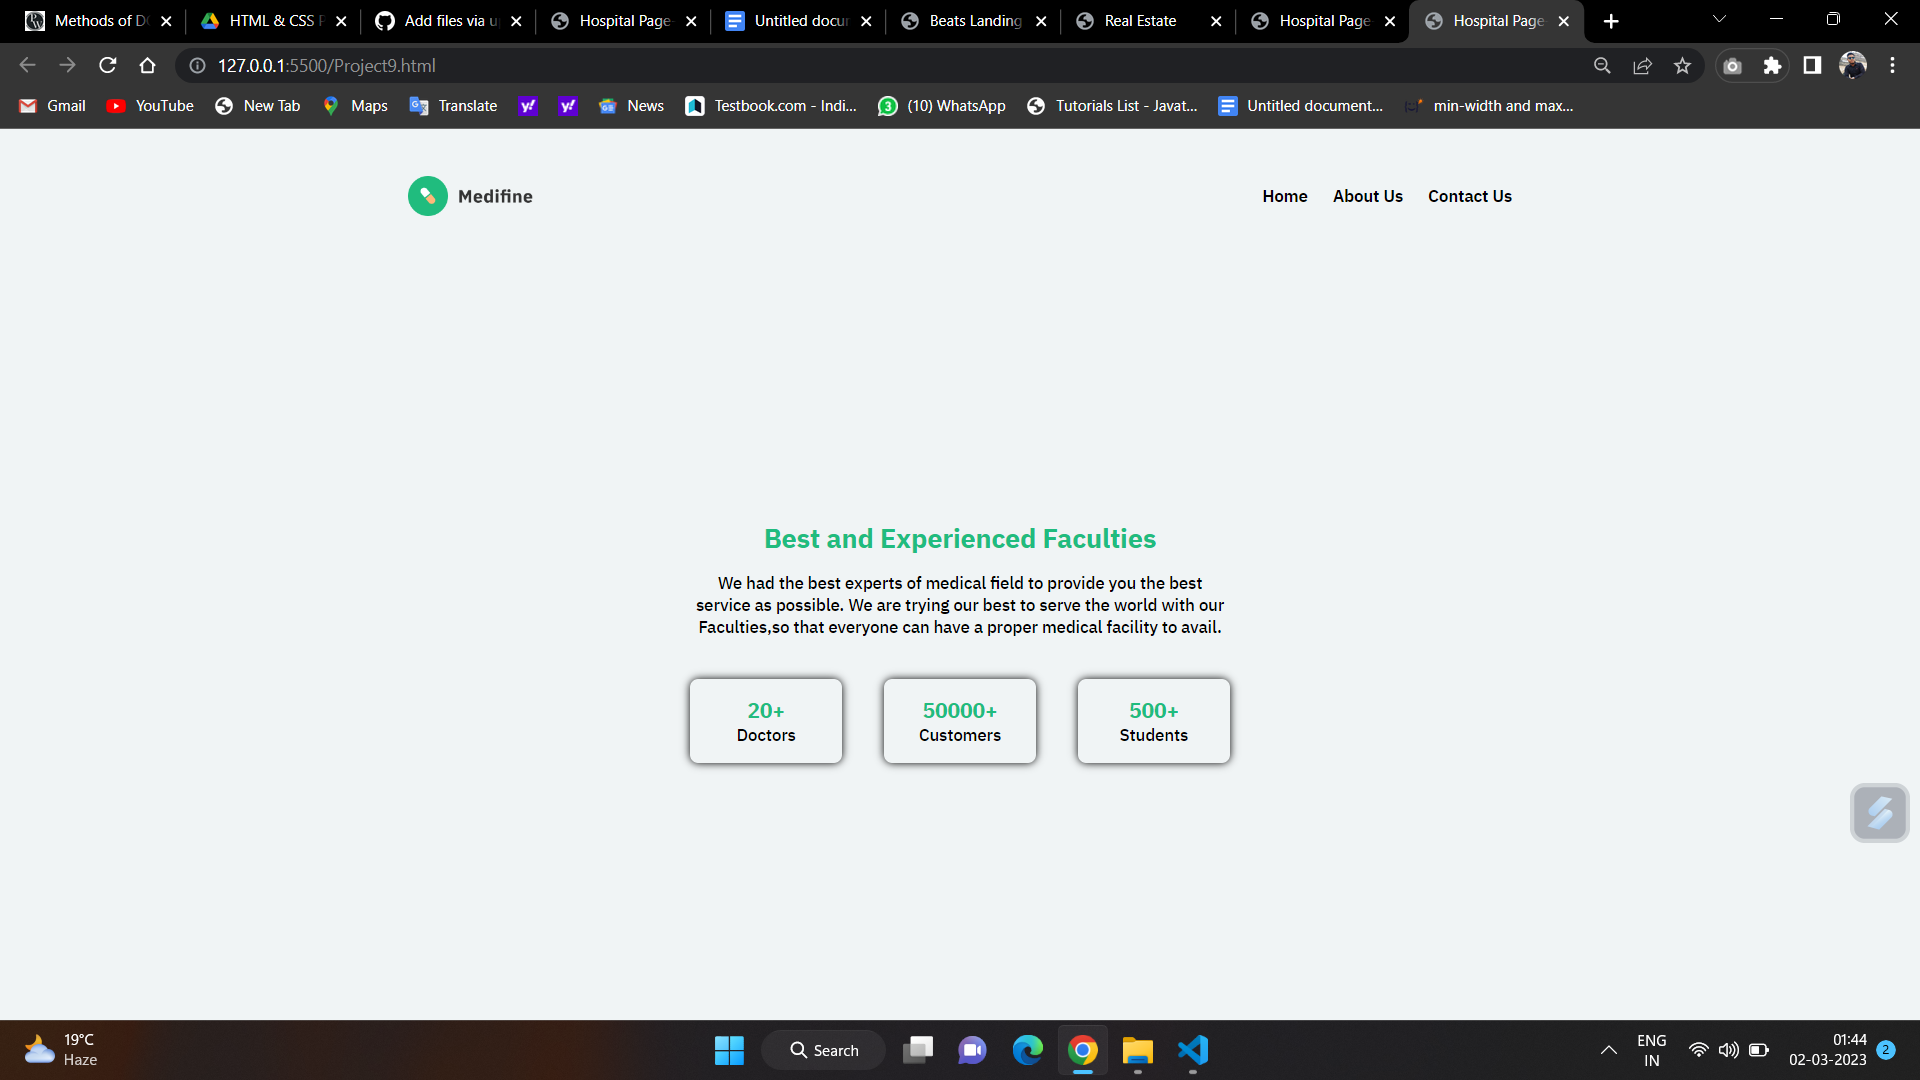 Methods of D
HTML & CSS P
Add files via u
Hospital Page-
Untitled docur
Beats Landing
Real Estate
Hospital Page
Hospital Page-
127.0.0.1:5500/Project9.html
Gmail
YouTube
New Tab
Maps
Translate
News
Testbook.com - Indi...
(10) WhatsApp
Tutorials List - Javat...
Untitled document...
min-width and max...
Medifine
Home
About Us
Contact Us
Best and Experienced Faculties
We had the best experts of medical field to provide you the best
service as possible. We are trying our best to serve the world with our
Faculties,so that everyone can have a proper medical facility to avail.
20+
Doctors
50000+
Customers
500+
Students
19°C
Haze
Search
ENG
IN
01:44
02-03-2023
2